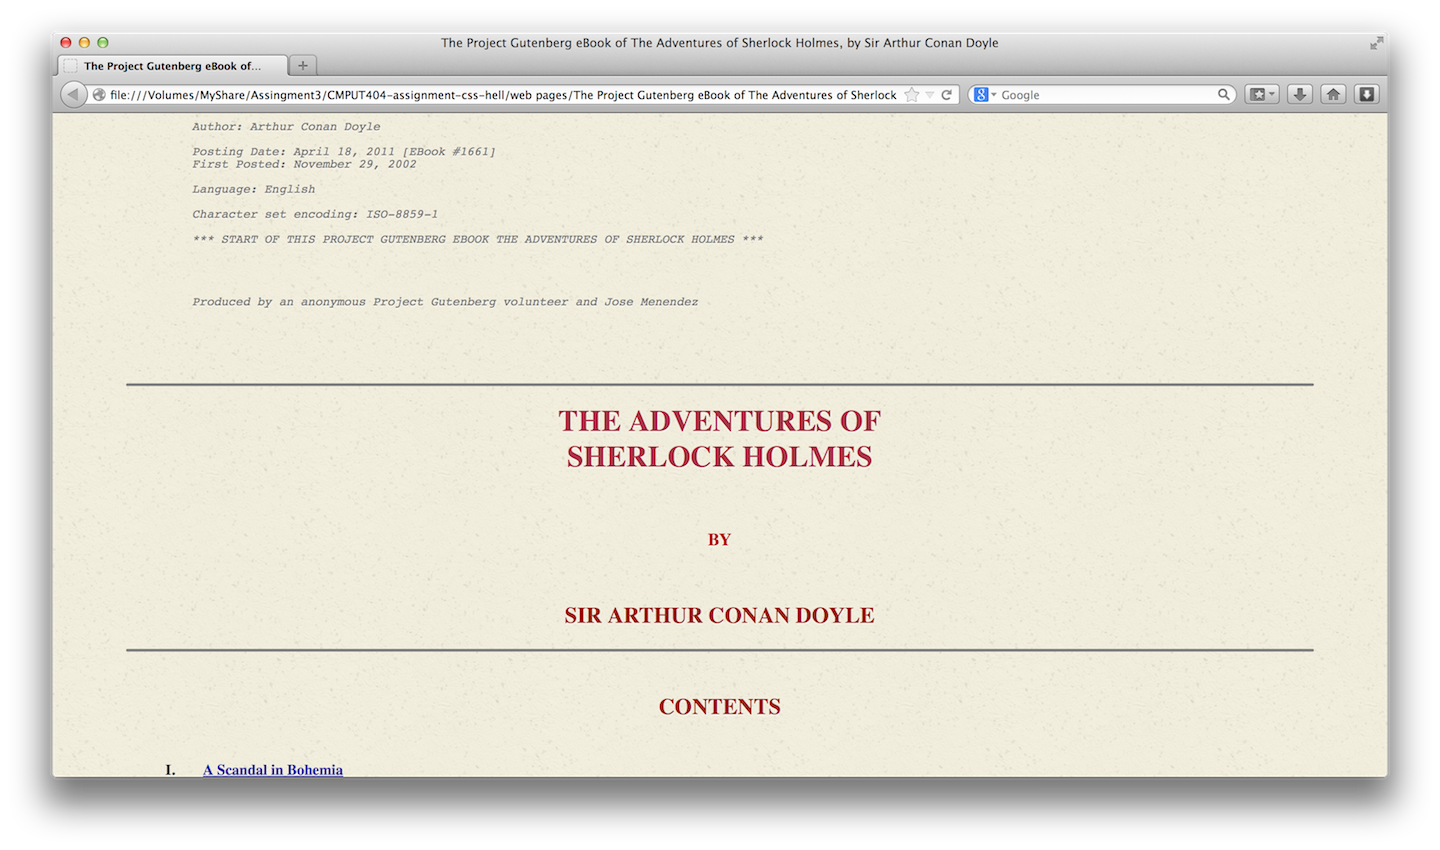 The Project Gutenberg eBook of The Adventures of Sherlock Holmes, by Sir Arthur Conan Doyle
The Project Gutenberg eBook of...
file:///Volumes/MyShare/Assingment3/CMPUT404-assignment-css-hell/web pages/The Project Gutenberg eBook of The Adventures of Sherlock
Google
Author: Arthur Conan Doyle
Posting Date: April 18, 2011 [EBook #1661]
First Posted: November 29, 2002
Language: English
Character set encoding: ISO-8859-1
*** START OF THIS PROJECT GUTENBERG EBOOK THE ADVENTURES OF SHERLOCK HOLMES ***
Produced by an anonymous Project Gutenberg volunteer and Jose Menendez
THE ADVENTURES OF
SHERLOCK HOLMES
BY
SIR ARTHUR CONAN DOYLE
CONTENTS
I. A Scandal in Bohemia